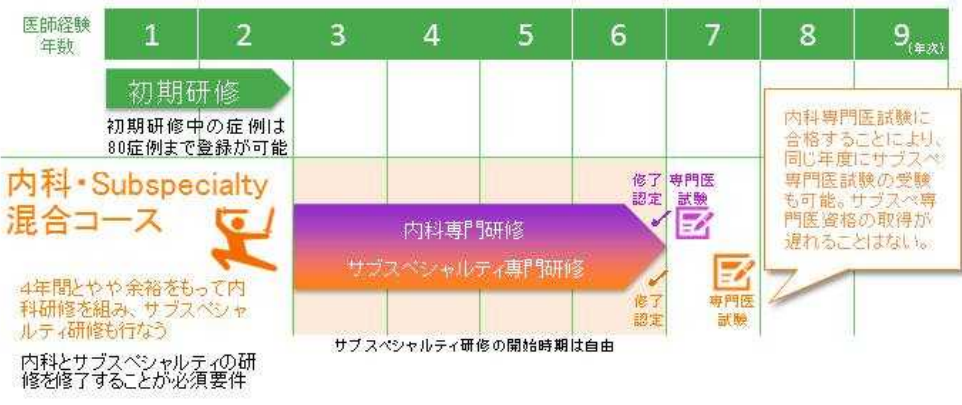 医師経験
年数
1 2 3 4 5 6 7 8 9(年次)
初期研修
初期研修中の症例は
80症例まで登録が可能
内科・Subspecialty
混合コース
4年間とやや余裕をもって内
科研修を組み、サブスペシャ
ルティ研修も行なう
内科とサブスペシャルティの研
修を修了することが必須要件
内科専門研修
サブスペシャルティ専門研修
サブスペシャルティ研修の開始時期は自由
修了
認定
専門医
試験
修了
認定
専門医
試験
内科専門医試験に
合格することにより、
同じ年度にサブスペ
専門医試験の受験
も可能。サブスペ専
門医資格の取得が
遅れることはない。